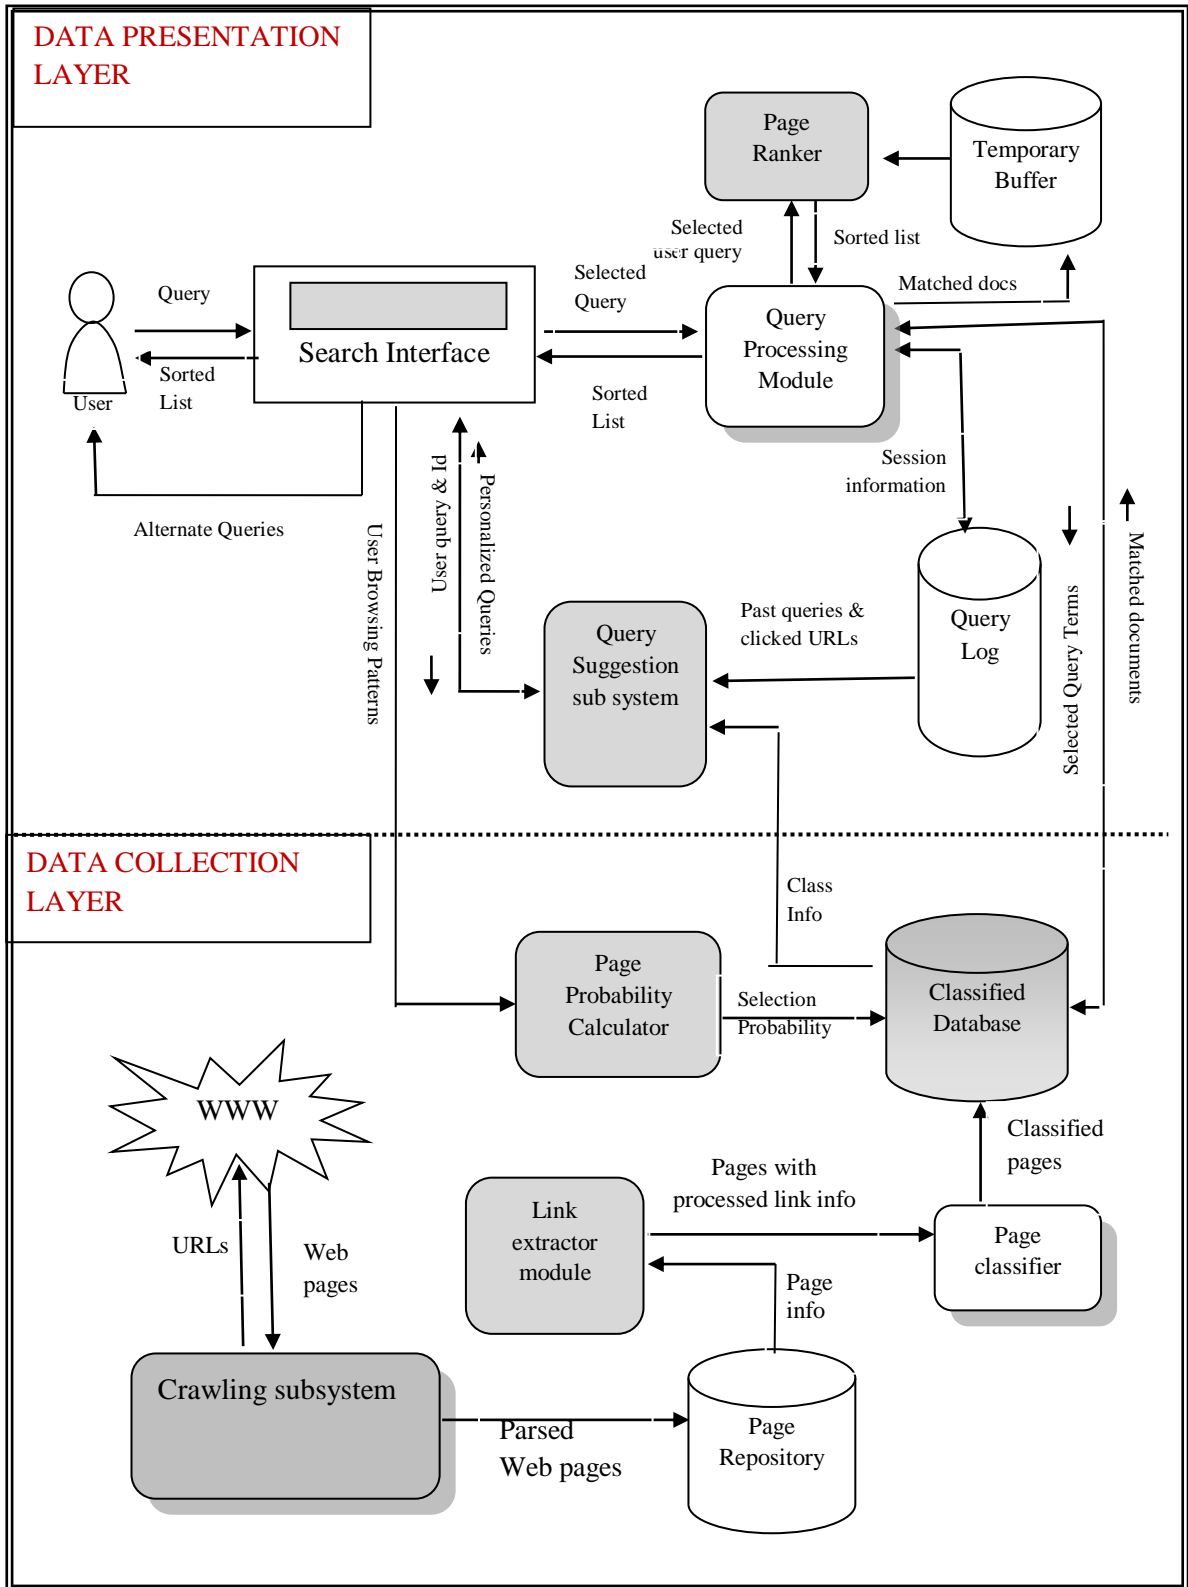 DATA PRESENTATION
LAYER
Page
Ranker
Temporary
Buffer
Selected
user query
Sorted list
Query
Selected
Query
Matched docs
Search Interface
Query
Processing
Module
Sorted
List
User
Sorted
List
Alternate Queries
User Browsing Patterns
User query & Id
Personalized Queries
Session
information
Query
Suggestion
sub system
Past queries &
clicked URLs
Query
Log
Selected Query Terms
Matched documents
DATA COLLECTION
LAYER
Class
Info
Page
Probability
Calculator
Selection
Probability
Classified
Database
WWW
Classified
pages
Pages with
processed link info
Link
extractor
module
Page
classifier
URLs
Web
pages
Page
info
Crawling subsystem
Parsed
Web pages
Page
Repository